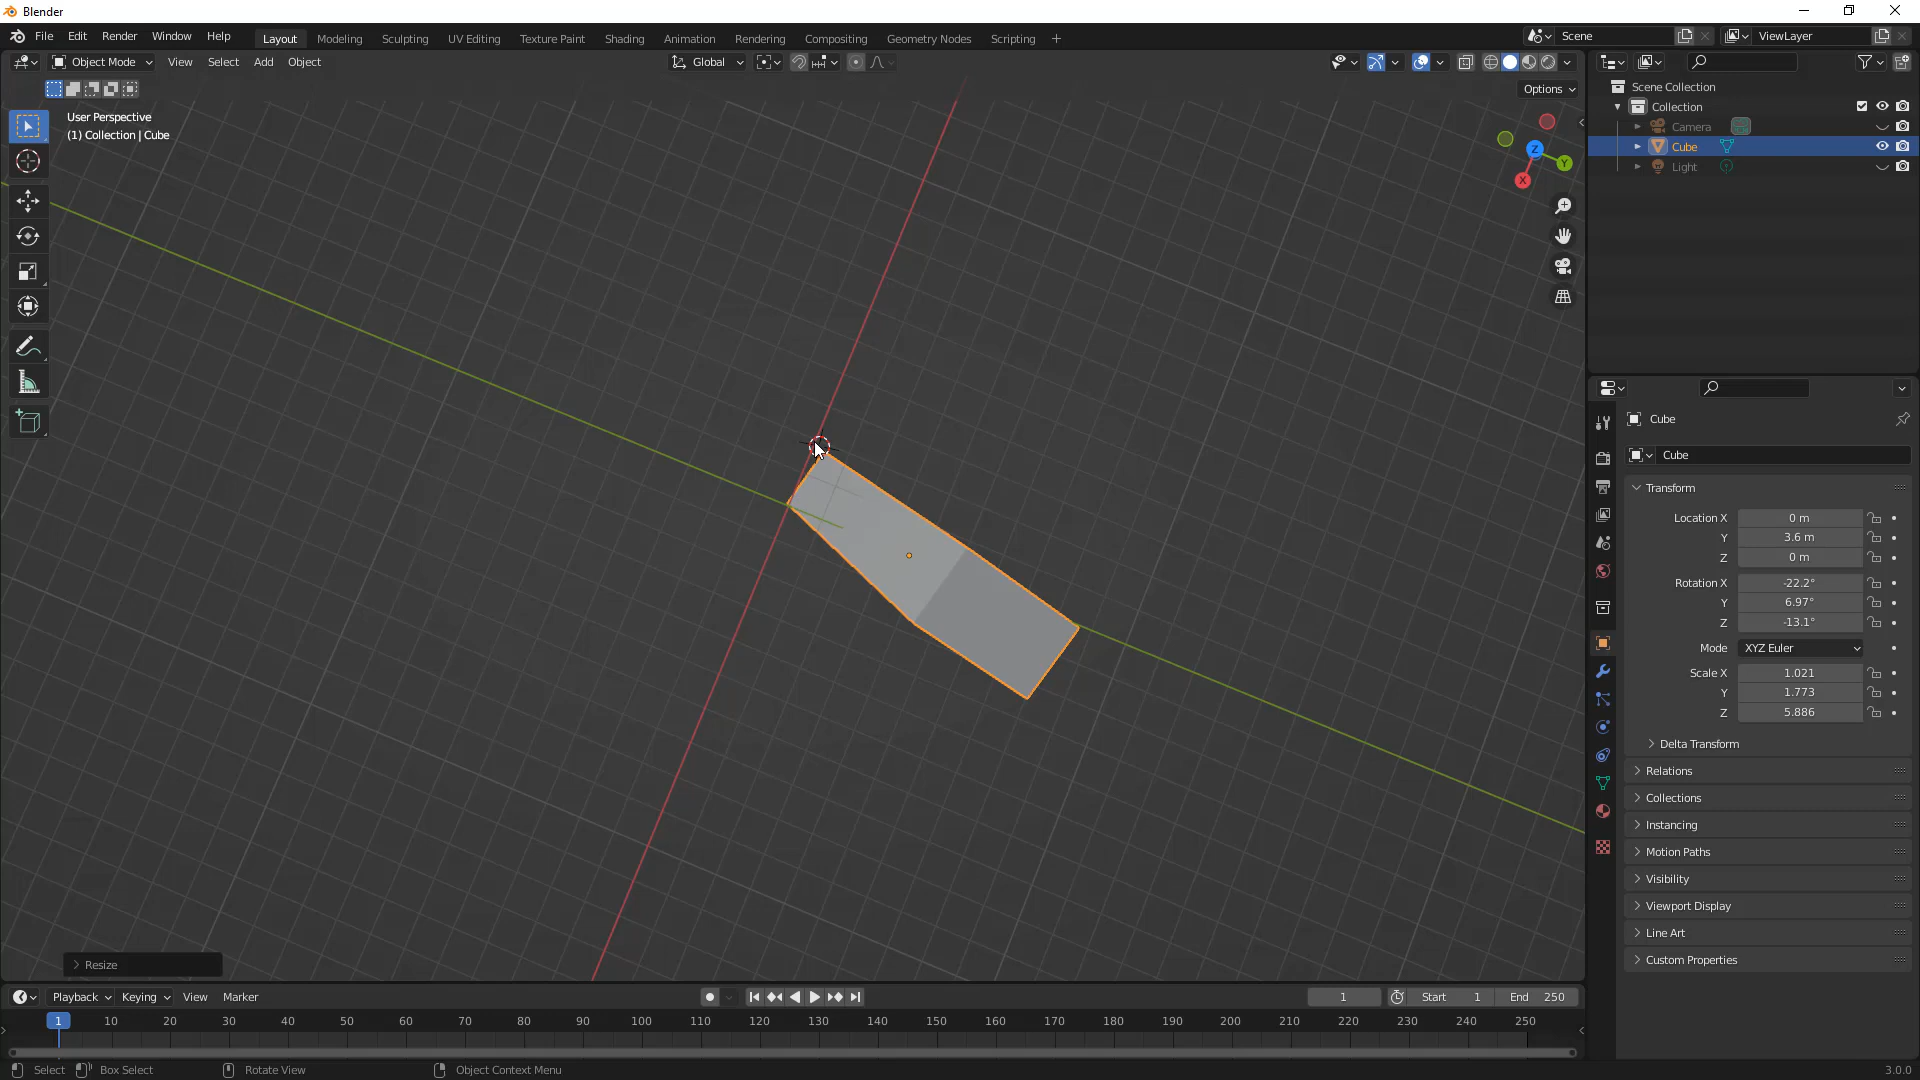 Blender
File Edit Render Window Help Layout Modeling Sculpting UV Editing Texture Paint Shading Animation Rendering Compositing Geometry Nodes Scripting + Scene ViewLayer
Object Mode View Select Add Object Global
Options
User Perspective
(1) Collection | Cube
X Y Z
Scene Collection
Collection
Camera
Cube
Light
Cube
Cube
Transform
Location X 0 m
Y 3.6 m
Z 0 m
Rotation X -22.2°
Y 6.97°
Z -13.1°
Mode XYZ Euler
Scale X 1.021
Y 1.773
Z 5.886
Delta Transform
Relations
Collections
Instancing
Motion Paths
Visibility
Viewport Display
Line Art
Custom Properties
Resize
Playback Keying View Marker 1 Start 1 End 250
1 10 20 30 40 50 60 70 80 90 100 110 120 130 140 150 160 170 180 190 200 210 220 230 240 250
Select Box Select Rotate View Object Context Menu 3.0.0